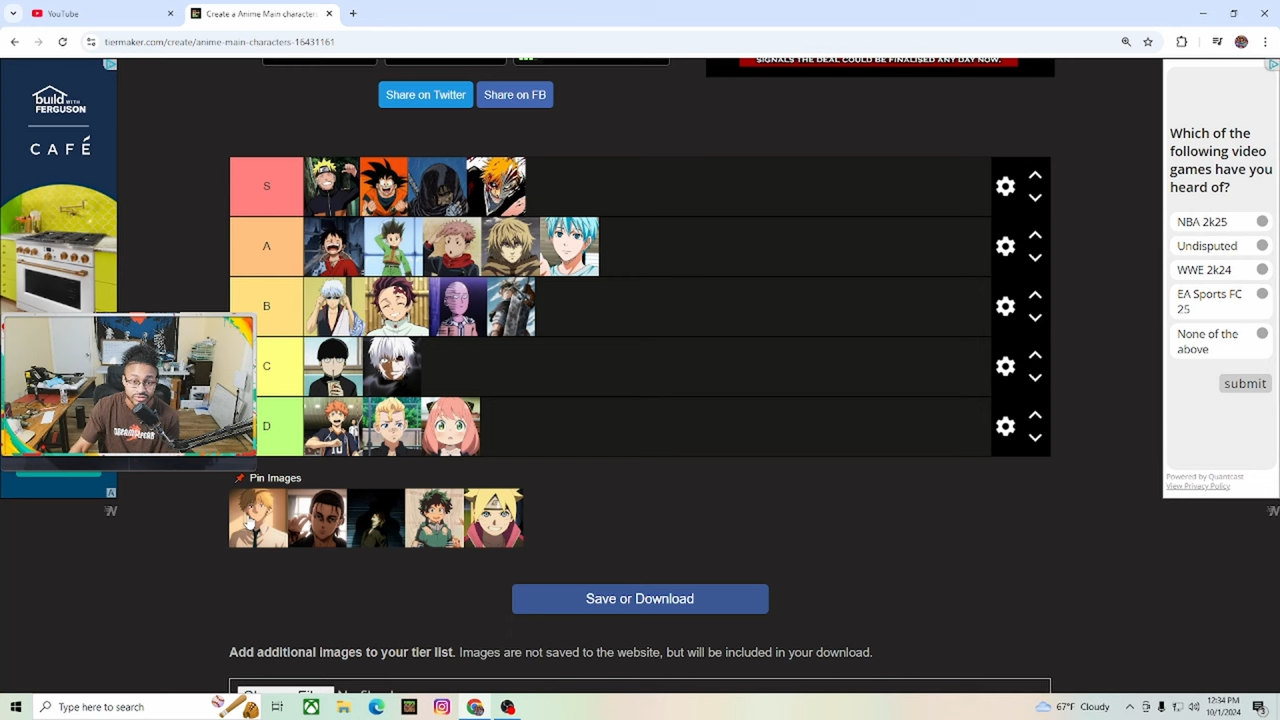 YouTube
Create a Anime Main character
tiermaker.com/create/anime-main-characters-16431161
SIGNALS THE DEAL COULD BE FINALISED ANY DAY NOW.
build WITH
FERGUSON
CAFÉ
Share on Twitter
Share on FB
S
A
B
C
D
Which of the
following video
games have you
heard of?
NBA 2k25
Undisputed
WWE 2k24
EA Sports FC
25
None of the
above
submit
Powered by Quantcast
View Privacy Policy
Pin Images
Save or Download
Add additional images to your tier list. Images are not saved to the website, but will be included in your download.
Type here to search
67°F Cloudy
12:34 PM
10/1/2024